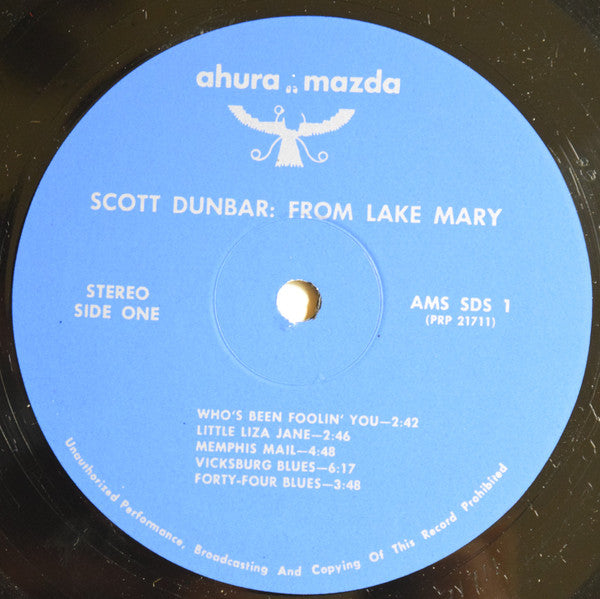 ahura mazda
SCOTT DUNBAR: FROM LAKE MARY
STEREO
SIDE ONE
AMS SDS 1
(PRP 21711)
WHO'S BEEN FOOLIN' YOU—2:42
LITTLE LIZA JANE—2:46
MEMPHIS MAIL—4:48
VICKSBURG BLUES—6:17
FORTY-FOUR BLUES—3:48
Unauthorized Performance, Broadcasting And Copying Of This Record Prohibited